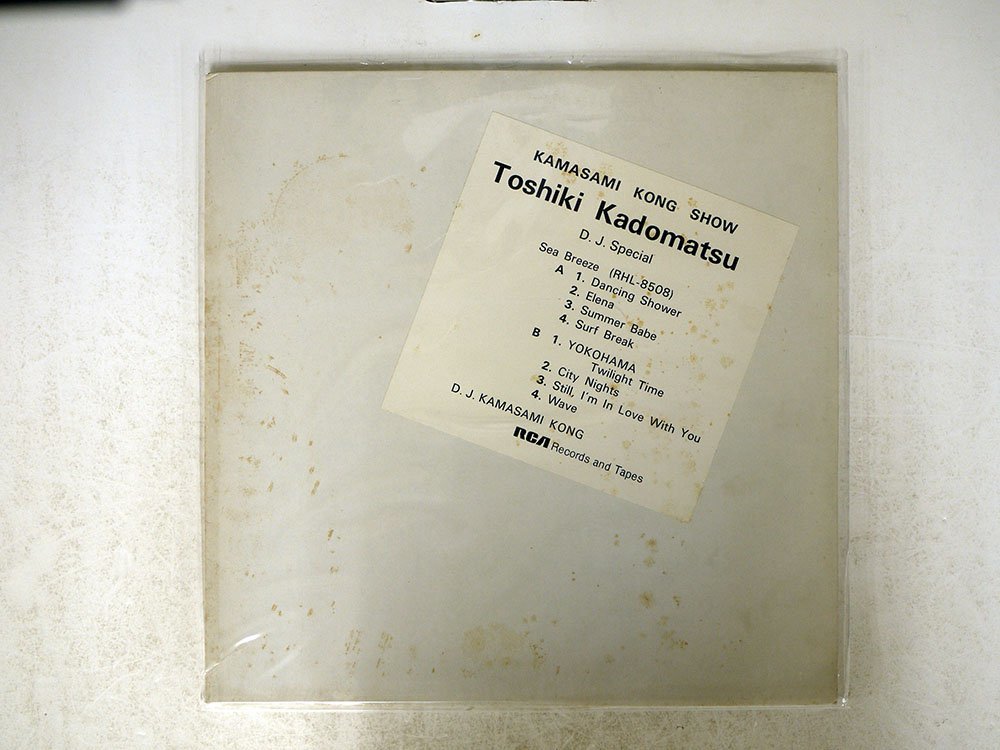 KAMASAMI KONG SHOW
Toshiki Kadomatsu
D. J. Special
Sea Breeze (RHL-8508)
A 1. Dancing Shower
2. Elena
3. Summer Babe
4. Surf Break
B 1. YOKOHAMA
Twilight Time
2. City Nights
3. Still, I'm In Love With You
4. Wave
D. J. KAMASAMI KONG
RCA Records and Tapes